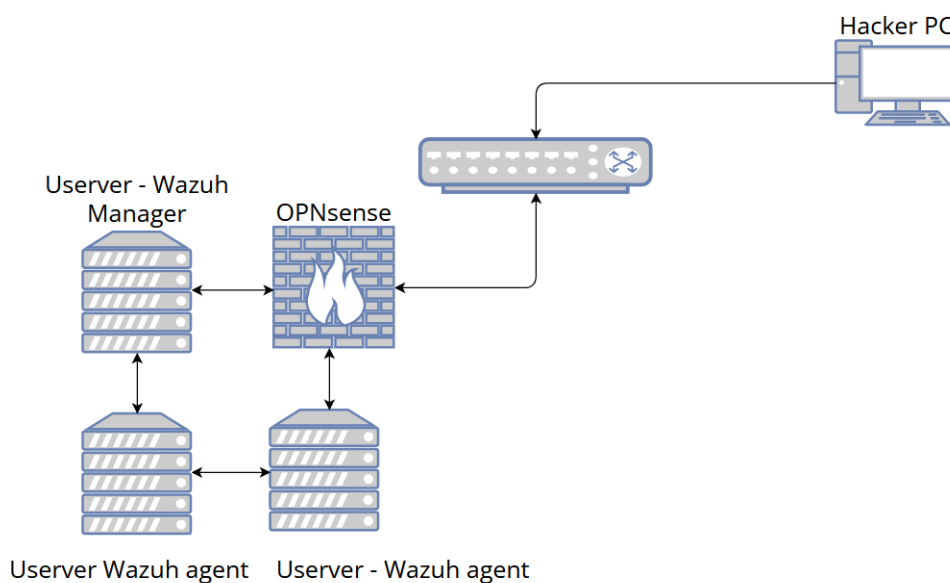 Hacker PC
Userver - Wazuh
Manager
OPNsense
Userver Wazuh agent
Userver - Wazuh agent